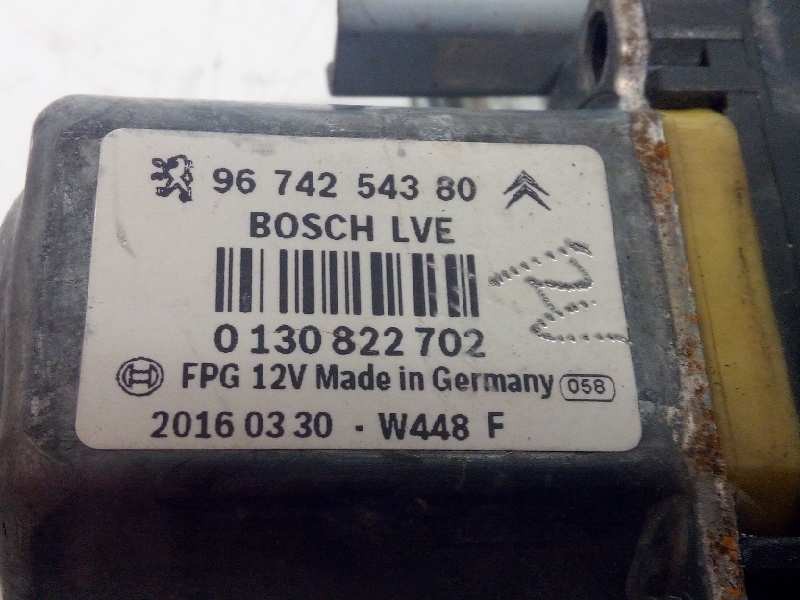 96 742 543 80
BOSCH LVE
0 130 822 702
FPG 12V Made in Germany 058
2016 03 30 - W448 F